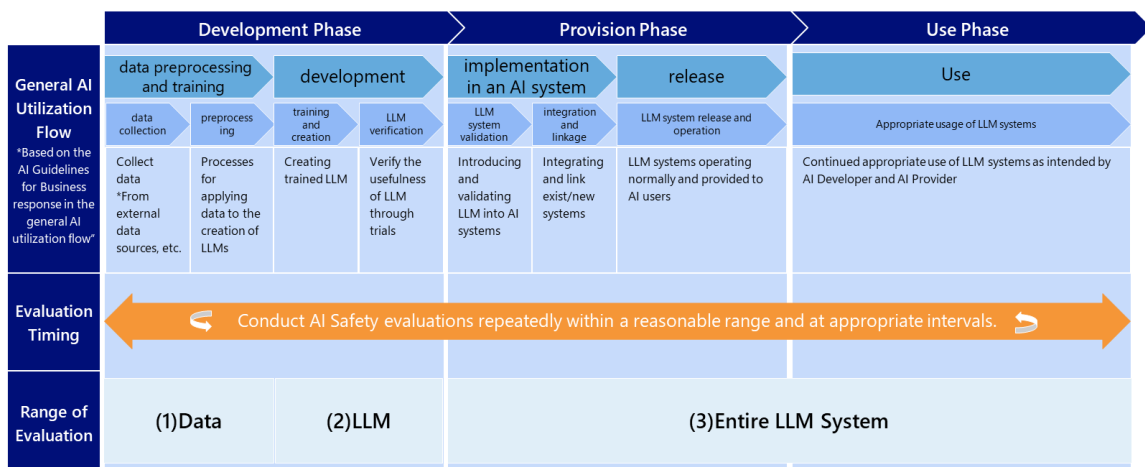 Development Phase
Provision Phase
Use Phase
General AI
Utilization
Flow
*Based on the
AI Guidelines
for Business
response in the
general AI
utilization flow"
data preprocessing
and training
development
implementation
in an AI system
release
Use
data
collection
preprocess
ing
training
and
creation
LLM
verification
LLM
system
validation
integration
and
linkage
LLM system release and
operation
Appropriate usage of LLM systems
Collect
data
*From
external
data
sources, etc.
Processes
for
applying
data to the
creation of
LLMs
Creating
trained LLM
Verify the
usefulness
of LLM
through
trials
Introducing
and
validating
LLM into AI
systems
Integrating
and link
exist/new
systems
LLM systems operating
normally and provided to
AI users
Continued appropriate use of LLM systems as intended by
AI Developer and AI Provider
Evaluation
Timing
Conduct AI Safety evaluations repeatedly within a reasonable range and at appropriate intervals.
Range of
Evaluation
(1)Data
(2)LLM
(3)Entire LLM System